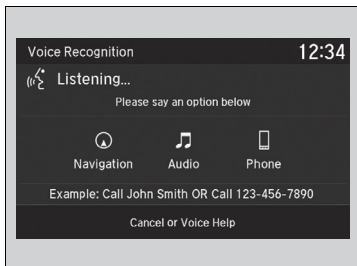 Voice Recognition 12:34
Listening...
Please say an option below
Navigation Audio Phone
Example: Call John Smith OR Call 123-456-7890
Cancel or Voice Help